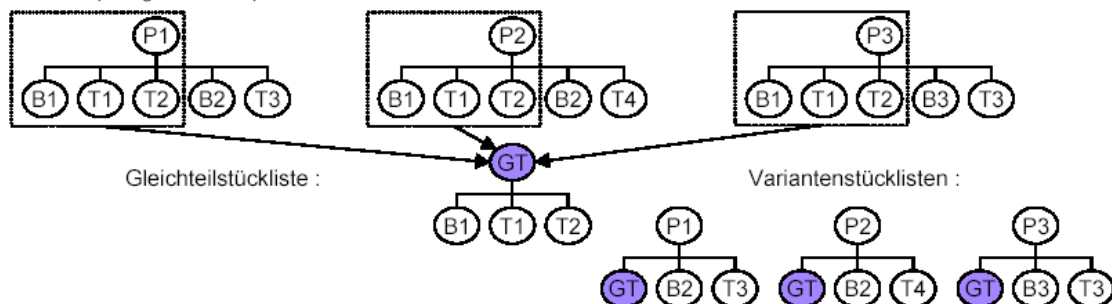 P1 P2 P3
B1 T1 T2 B2 T3 B1 T1 T2 B2 T4 B1 T1 T2 B3 T3
GT
Gleichteilstückliste : Variantenstücklisten :
B1 T1 T2 P1 P2 P3
GT B2 T3 GT B2 T4 GT B3 T3